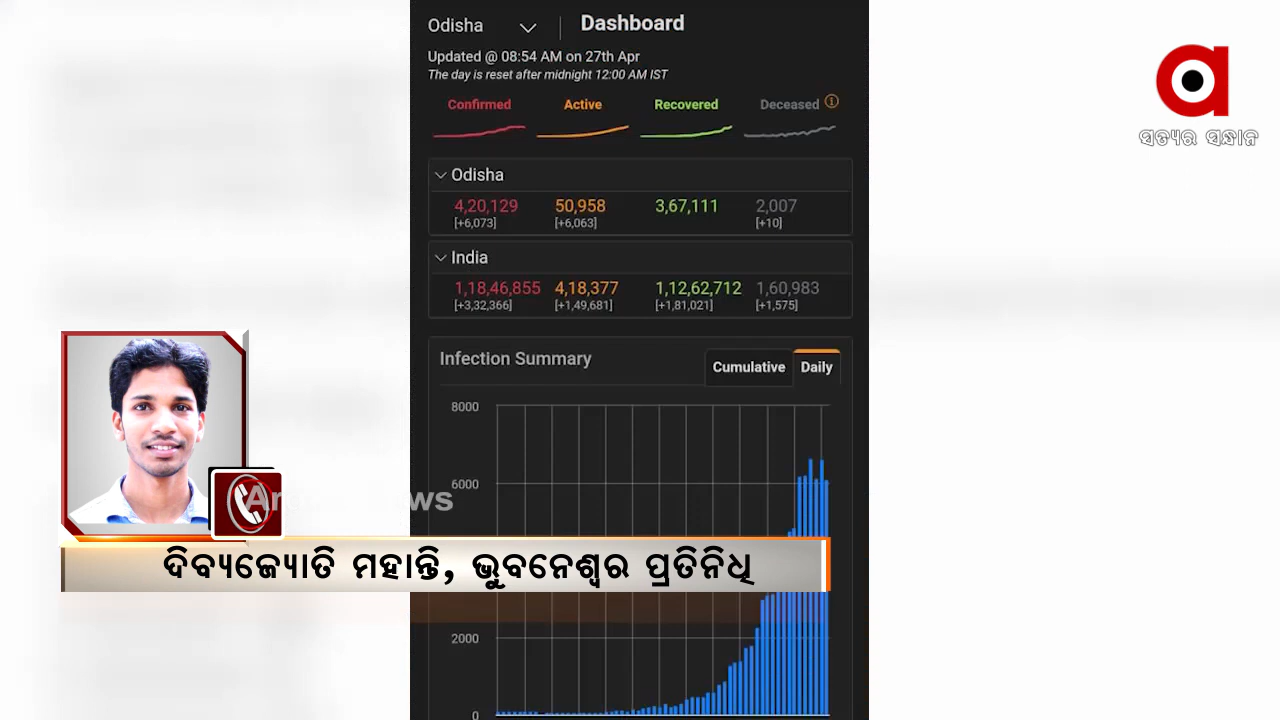 Odisha
Dashboard
Updated @ 08:54 AM on 27th Apr
The day is reset after midnight 12:00 AM IST
Confirmed Active Recovered Deceased
ସତ୍ୟର ସନ୍ଧାନ
Odisha
4,20,129 50,958 3,67,111 2,007
[+6,073] [+6,063] [+10]
India
1,18,46,855 4,18,377 1,12,62,712 1,60,983
[+3,32,366] [+1,49,681] [+1,81,021] [+1,575]
Infection Summary
Cumulative Daily
8000
6000
2000
0
ଦିବ୍ୟଜ୍ୟୋତି ମହାନ୍ତି, ଭୁବନେଶ୍ୱର ପ୍ରତିନିଧି